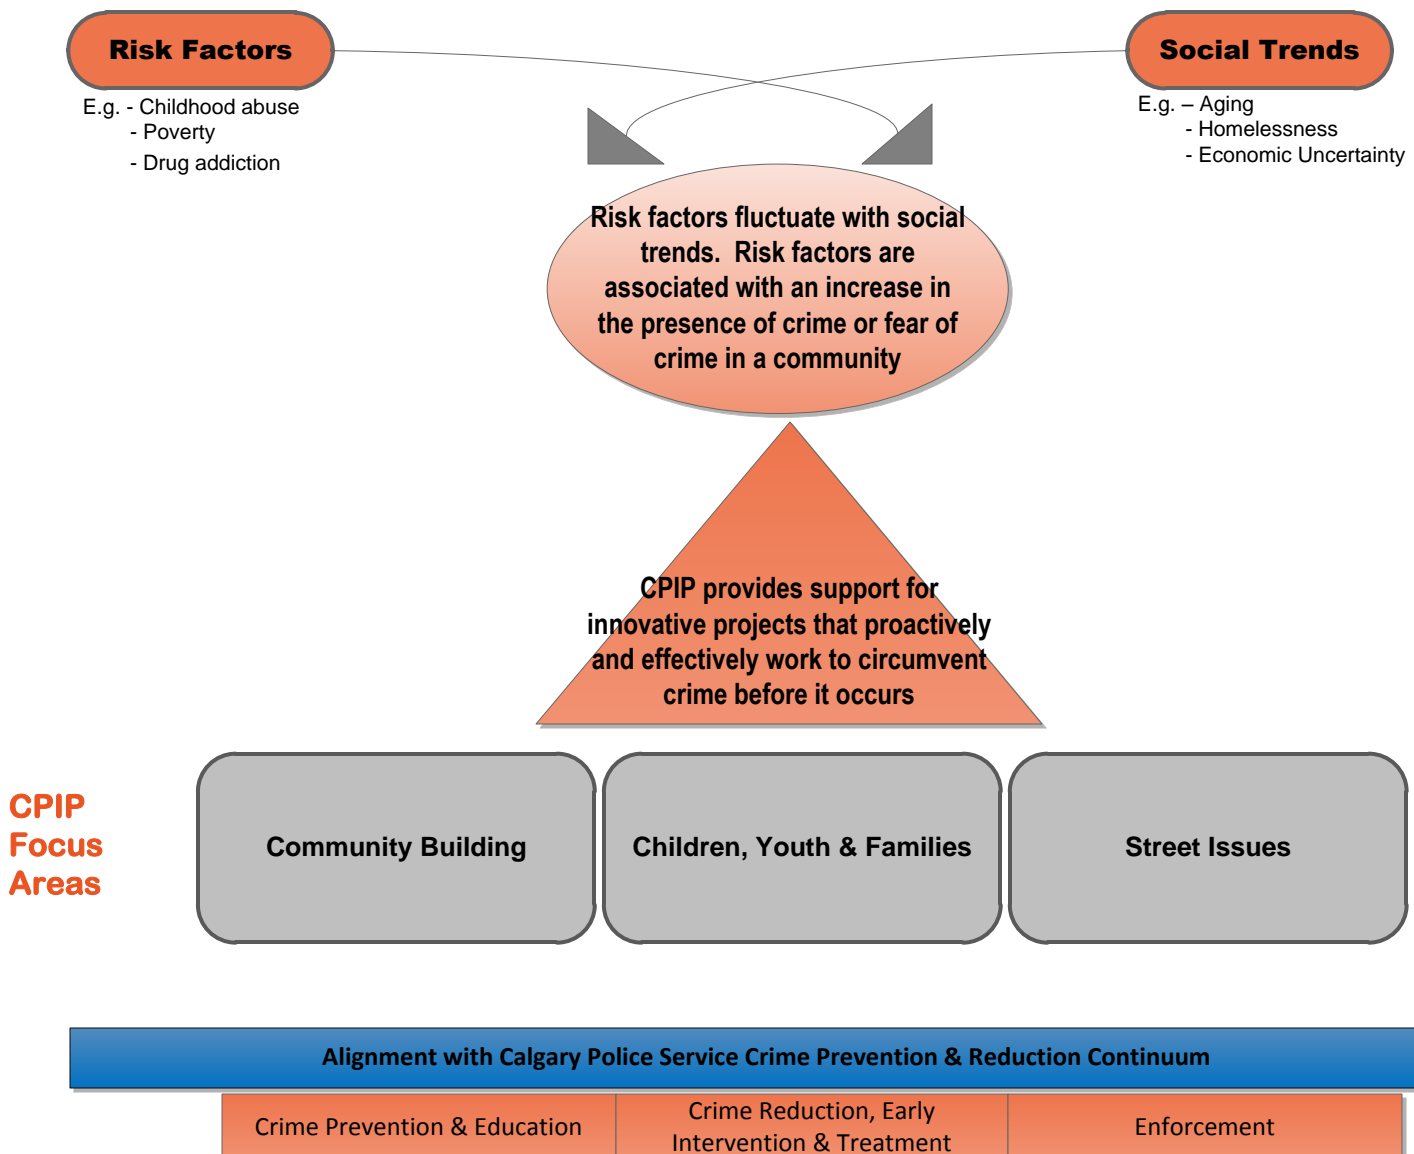 Risk Factors
E.g. - Childhood abuse
- Poverty
- Drug addiction
Social Trends
E.g. – Aging
- Homelessness
- Economic Uncertainty
Risk factors fluctuate with social
trends.  Risk factors are
associated with an increase in
the presence of crime or fear of
crime in a community
CPIP provides support for
innovative projects that proactively
and effectively work to circumvent
crime before it occurs
CPIP
Focus
Areas
Community Building
Children, Youth & Families
Street Issues
Alignment with Calgary Police Service Crime Prevention & Reduction Continuum
Crime Prevention & Education
Crime Reduction, Early
Intervention & Treatment
Enforcement